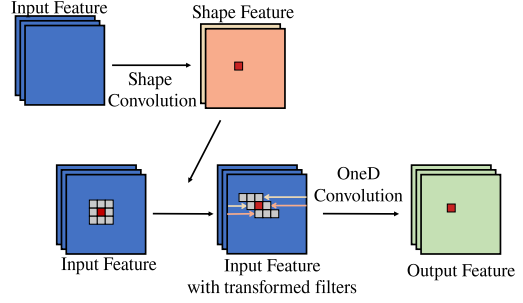 Input Feature
Shape Feature
Shape
Convolution
OneD
Convolution
Input Feature
Input Feature
with transformed filters
Output Feature